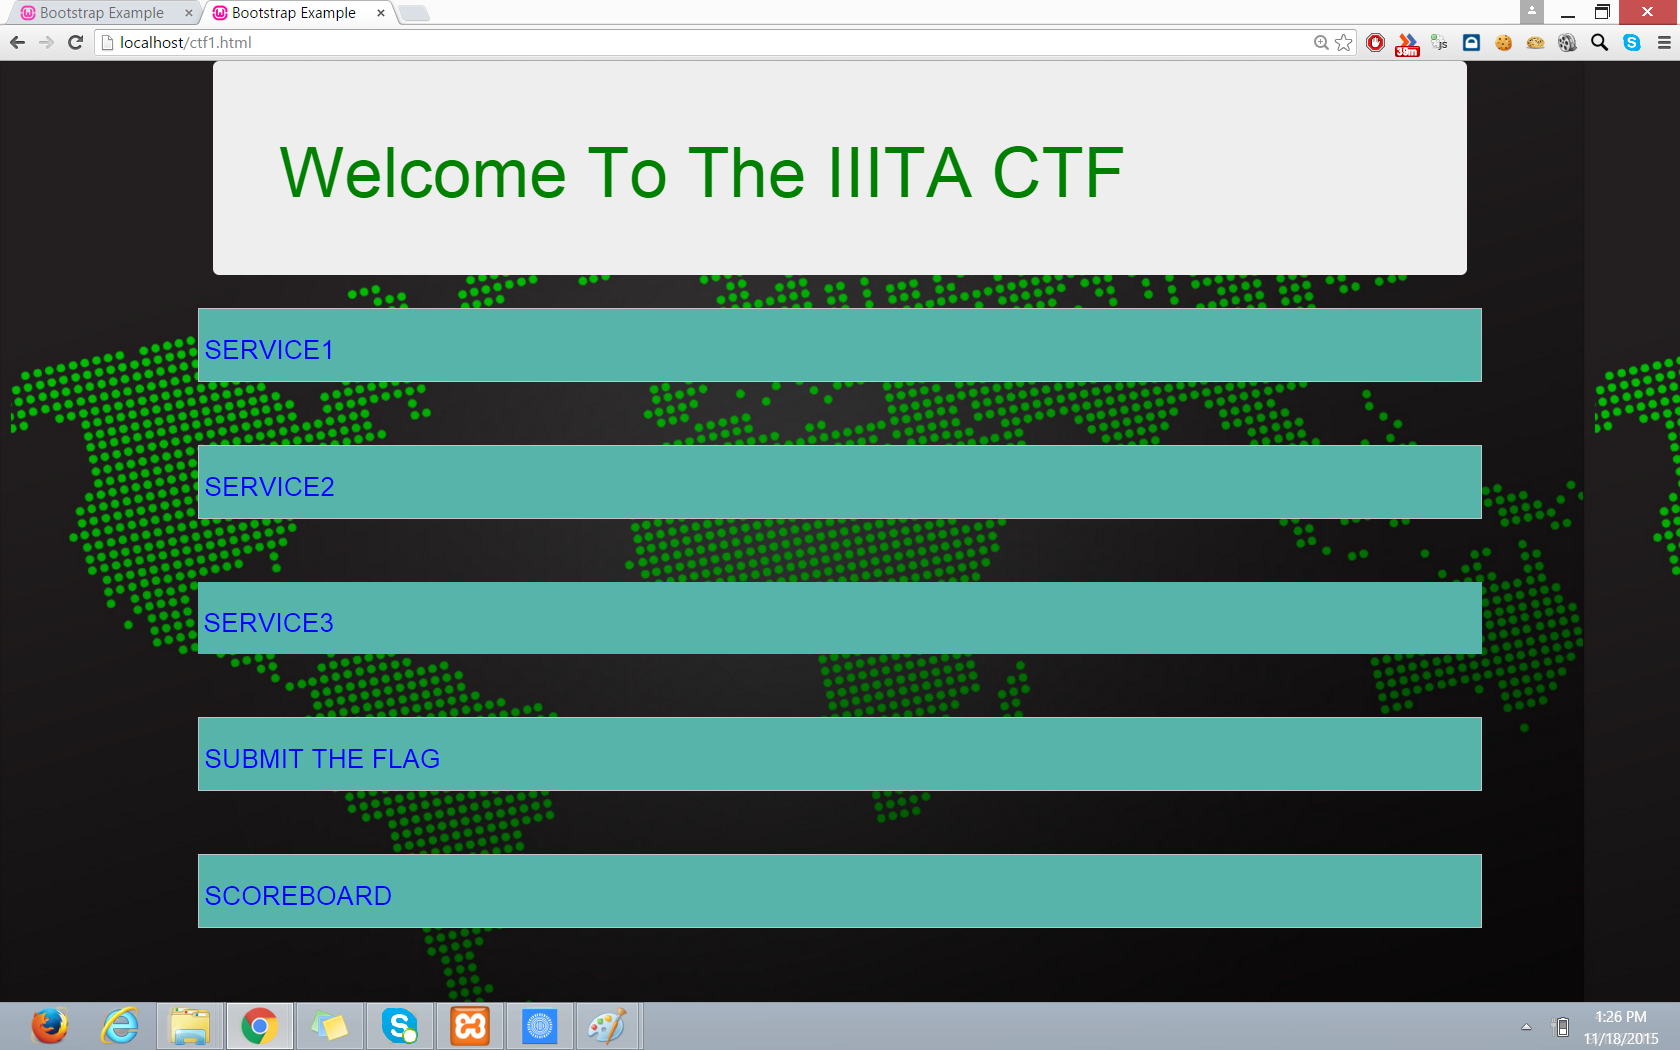 Bootstrap Example
Bootstrap Example
localhost/ctf1.html
39m
js
Welcome To The IIITA CTF
SERVICE1
SERVICE2
SERVICE3
SUBMIT THE FLAG
SCOREBOARD
1:26 PM
11/18/2015